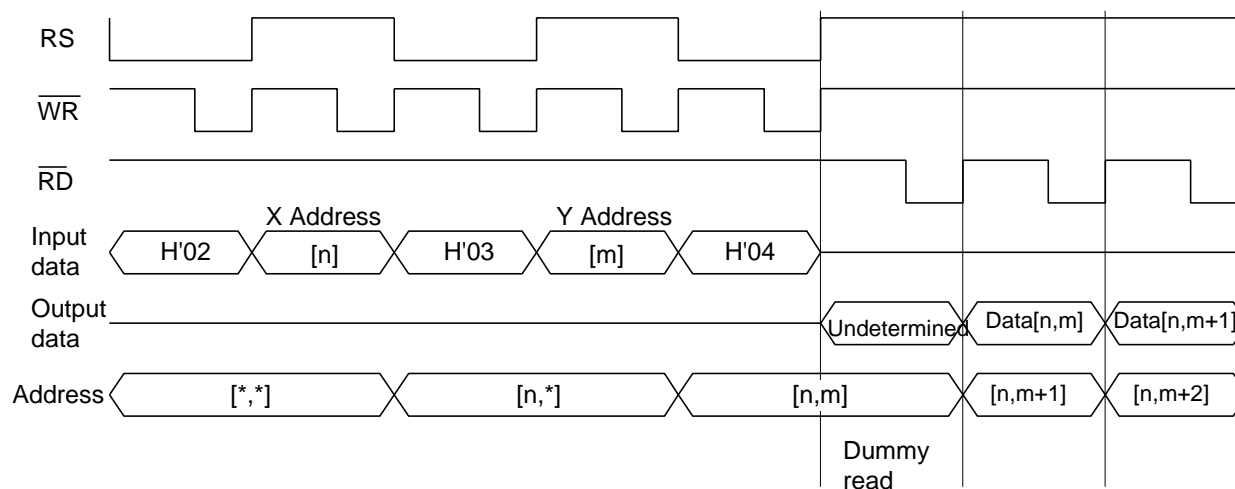 RS
WR
RD
X Address
Y Address
Input
data
H'02
[n]
H'03
[m]
H'04
Output
data
Undetermined
Data[n,m]
Data[n,m+1]
Address
[*,*]
[n,*]
[n,m]
[n,m+1]
[n,m+2]
Dummy
read